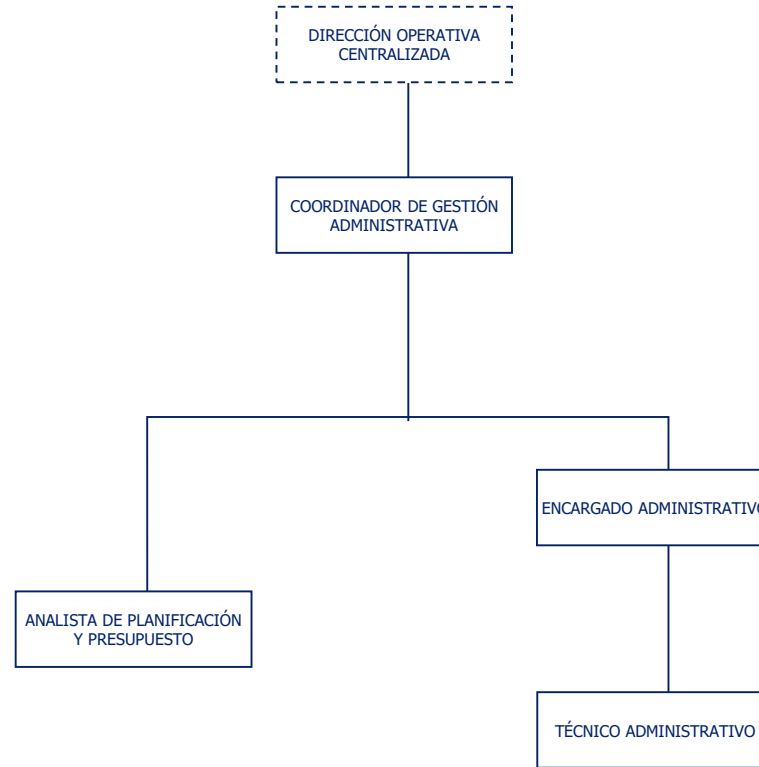 DIRECCIÓN OPERATIVA
CENTRALIZADA
COORDINADOR DE GESTIÓN
ADMINISTRATIVA
ENCARGADO ADMINISTRATIVO
ANALISTA DE PLANIFICACIÓN
Y PRESUPUESTO
TÉCNICO ADMINISTRATIVO